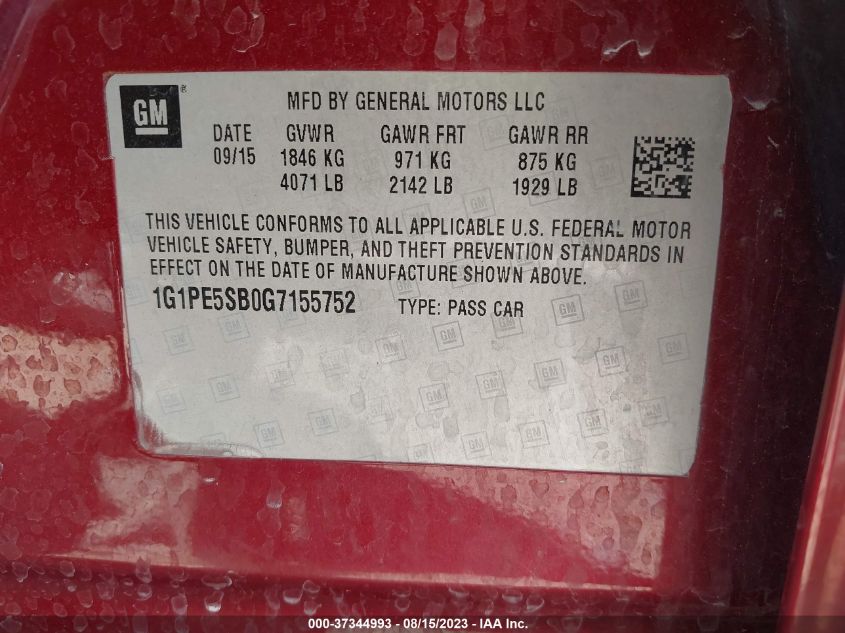 GM®
MFD BY GENERAL MOTORS LLC
DATE GVWR GAWR FRT GAWR RR
09/15 1846 KG 971 KG 875 KG
4071 LB 2142 LB 1929 LB
THIS VEHICLE CONFORMS TO ALL APPLICABLE U.S. FEDERAL MOTOR
VEHICLE SAFETY, BUMPER, AND THEFT PREVENTION STANDARDS IN
EFFECT ON THE DATE OF MANUFACTURE SHOWN ABOVE.
1G1PE5SB0G7155752 TYPE: PASS CAR
000-37344993 - 08/15/2023 - IAA Inc.